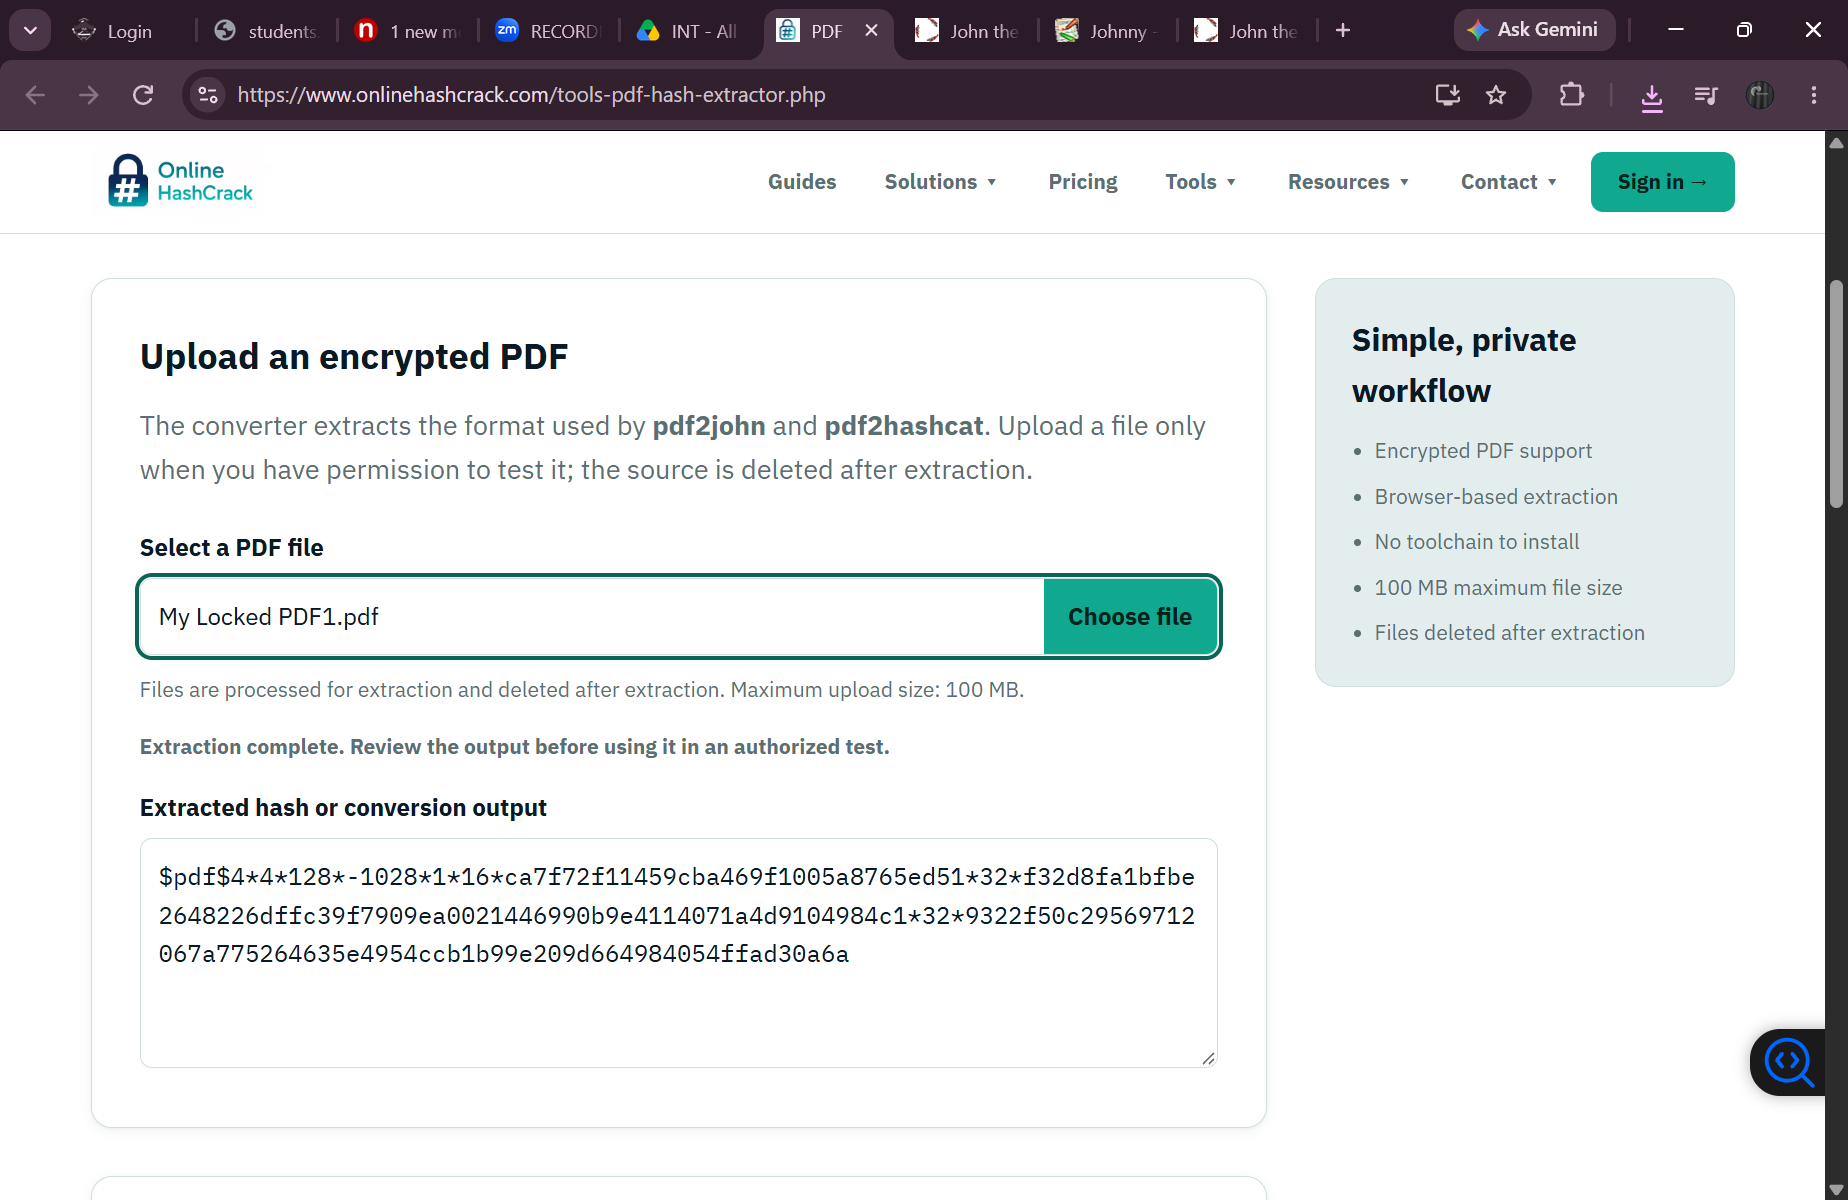 Login
students
1 new m
RECORD
INT - All
PDF
John the
Johnny -
John the
Ask Gemini
https://www.onlinehashcrack.com/tools-pdf-hash-extractor.php
Online
HashCrack
Guides
Solutions
Pricing
Tools
Resources
Contact
Sign in →
Upload an encrypted PDF
The converter extracts the format used by pdf2john and pdf2hashcat. Upload a file only
when you have permission to test it; the source is deleted after extraction.
Select a PDF file
My Locked PDF1.pdf
Choose file
Files are processed for extraction and deleted after extraction. Maximum upload size: 100 MB.
Extraction complete. Review the output before using it in an authorized test.
Extracted hash or conversion output
$pdf$4*4*128*-1028*1*16*ca7f72f11459cba469f1005a8765ed51*32*f32d8fa1bfbe
2648226dffc39f7909ea0021446990b9e4114071a4d9104984c1*32*9322f50c29569712
067a775264635e4954ccb1b99e209d664984054ffad30a6a
Simple, private
workflow
• Encrypted PDF support
• Browser-based extraction
• No toolchain to install
• 100 MB maximum file size
• Files deleted after extraction